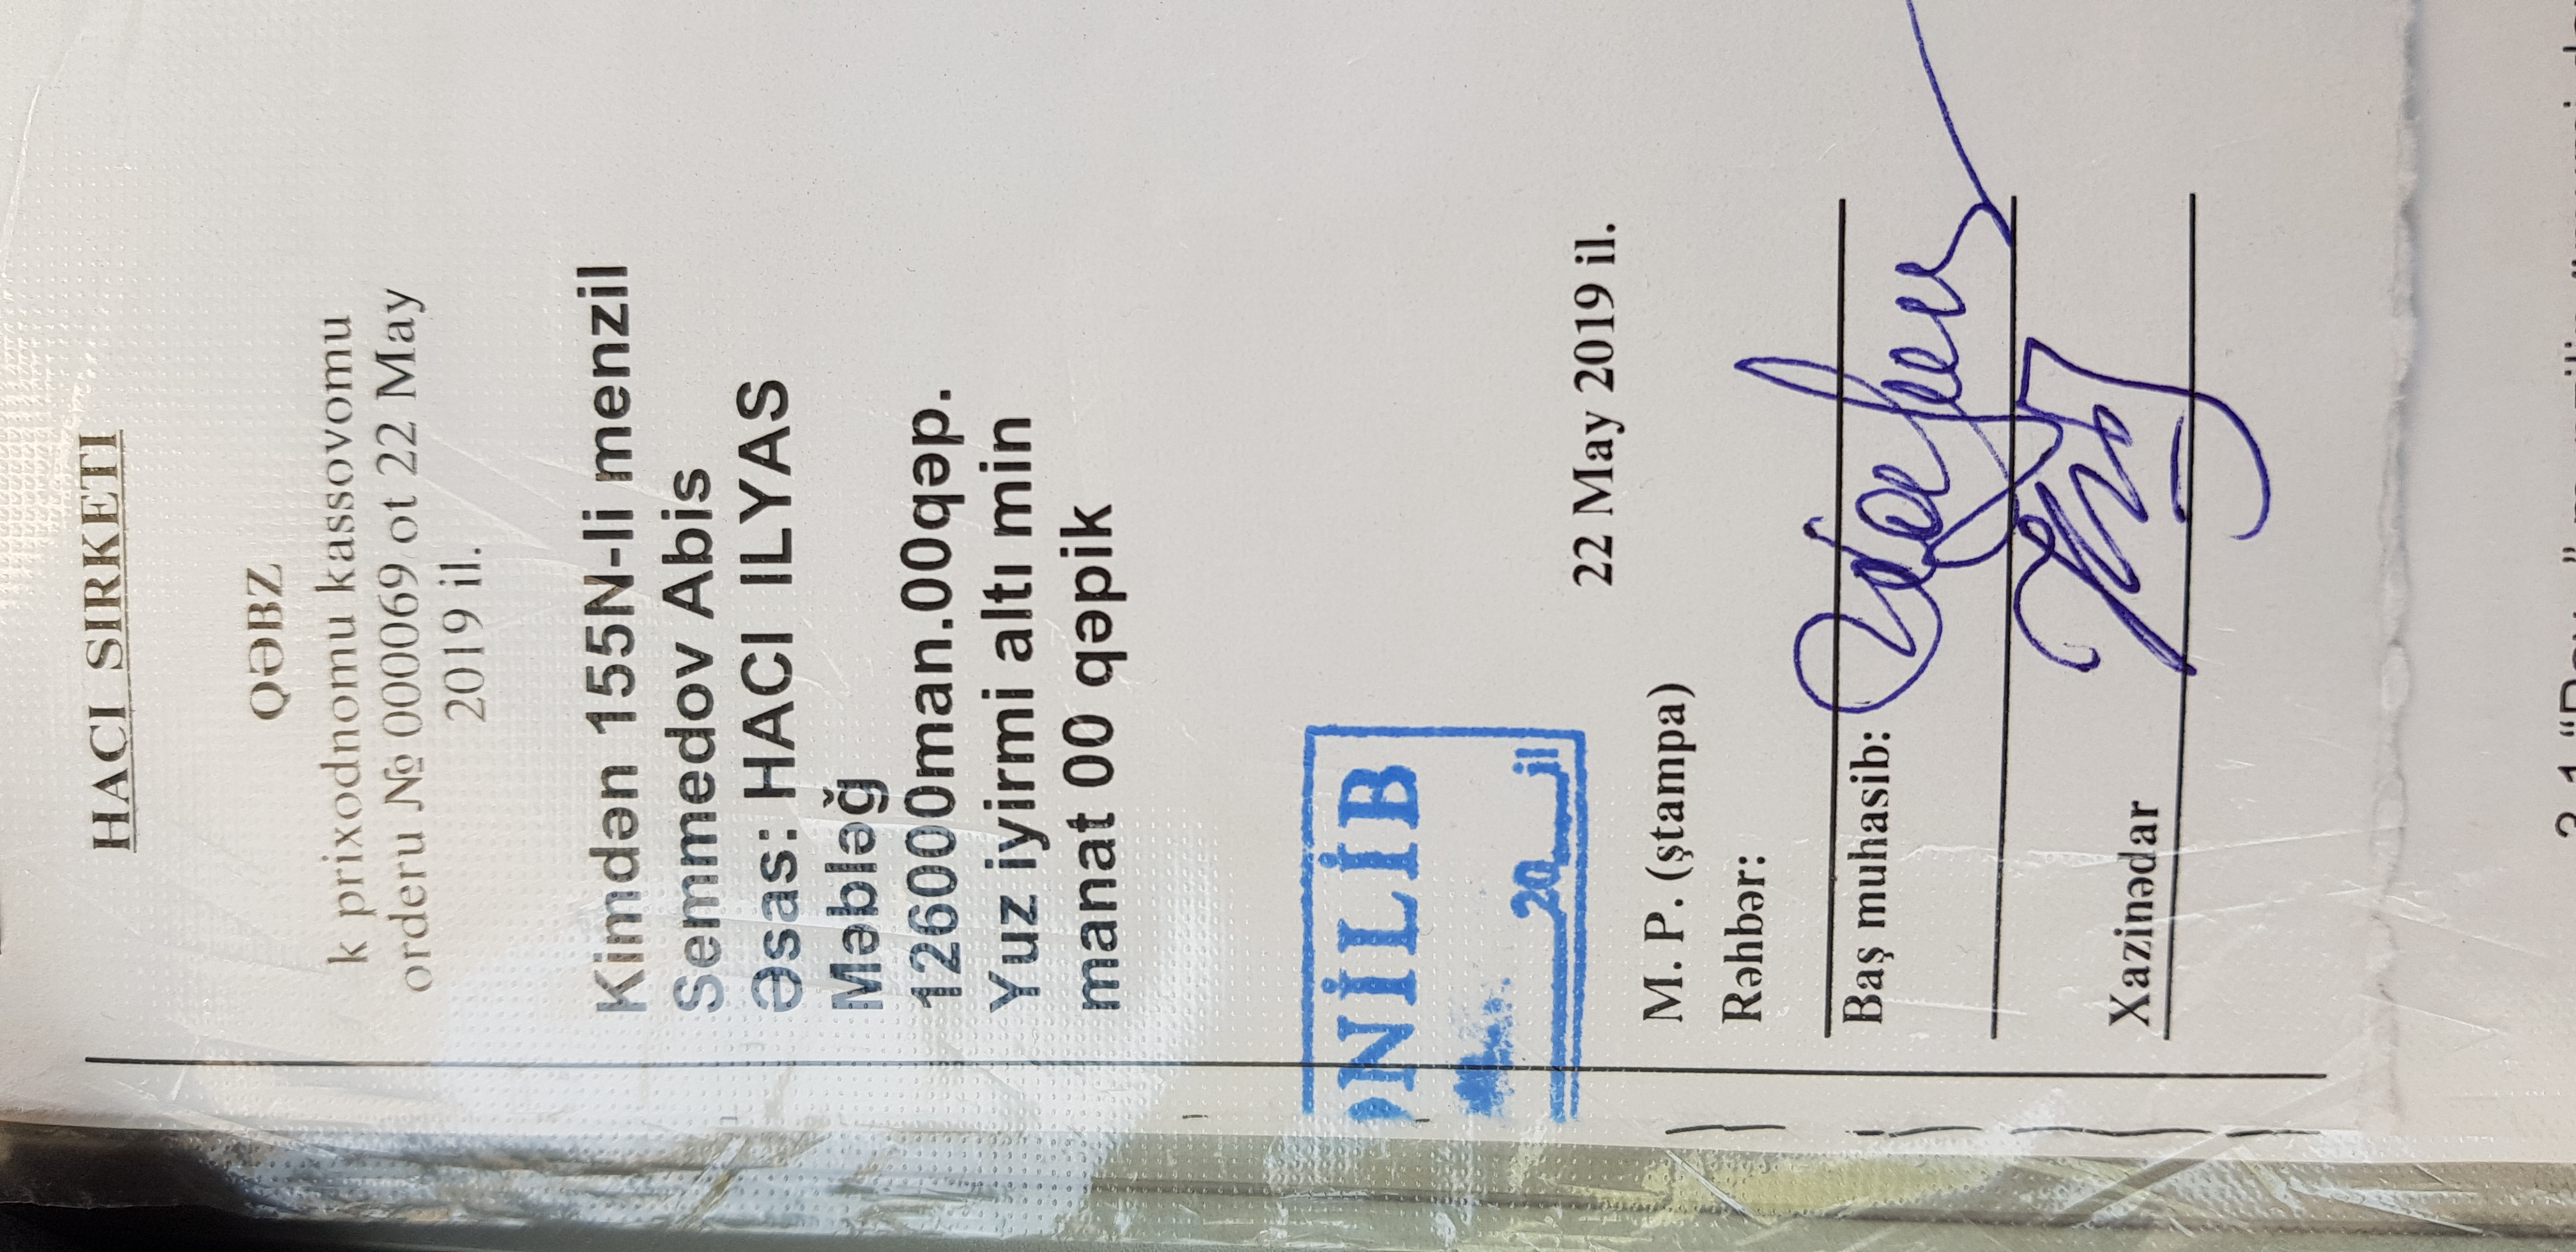 HACI SIRKETI
QƏBZ
k prixodnomu kassovomu
orderu № 000069 ot 22 May
2019 il.
Kimdən 155N-li menzil
Semmedov Abis
Əsas: HACI ILYAS
Məbləğ
126000man.00qəp.
Yuz iyirmi altı min
manat 00 qəpik
NİLİB
20 il
22 May 2019 il.
M. P. (ştampa)
Rəhbər:
Baş muhasib:
Xazinədar